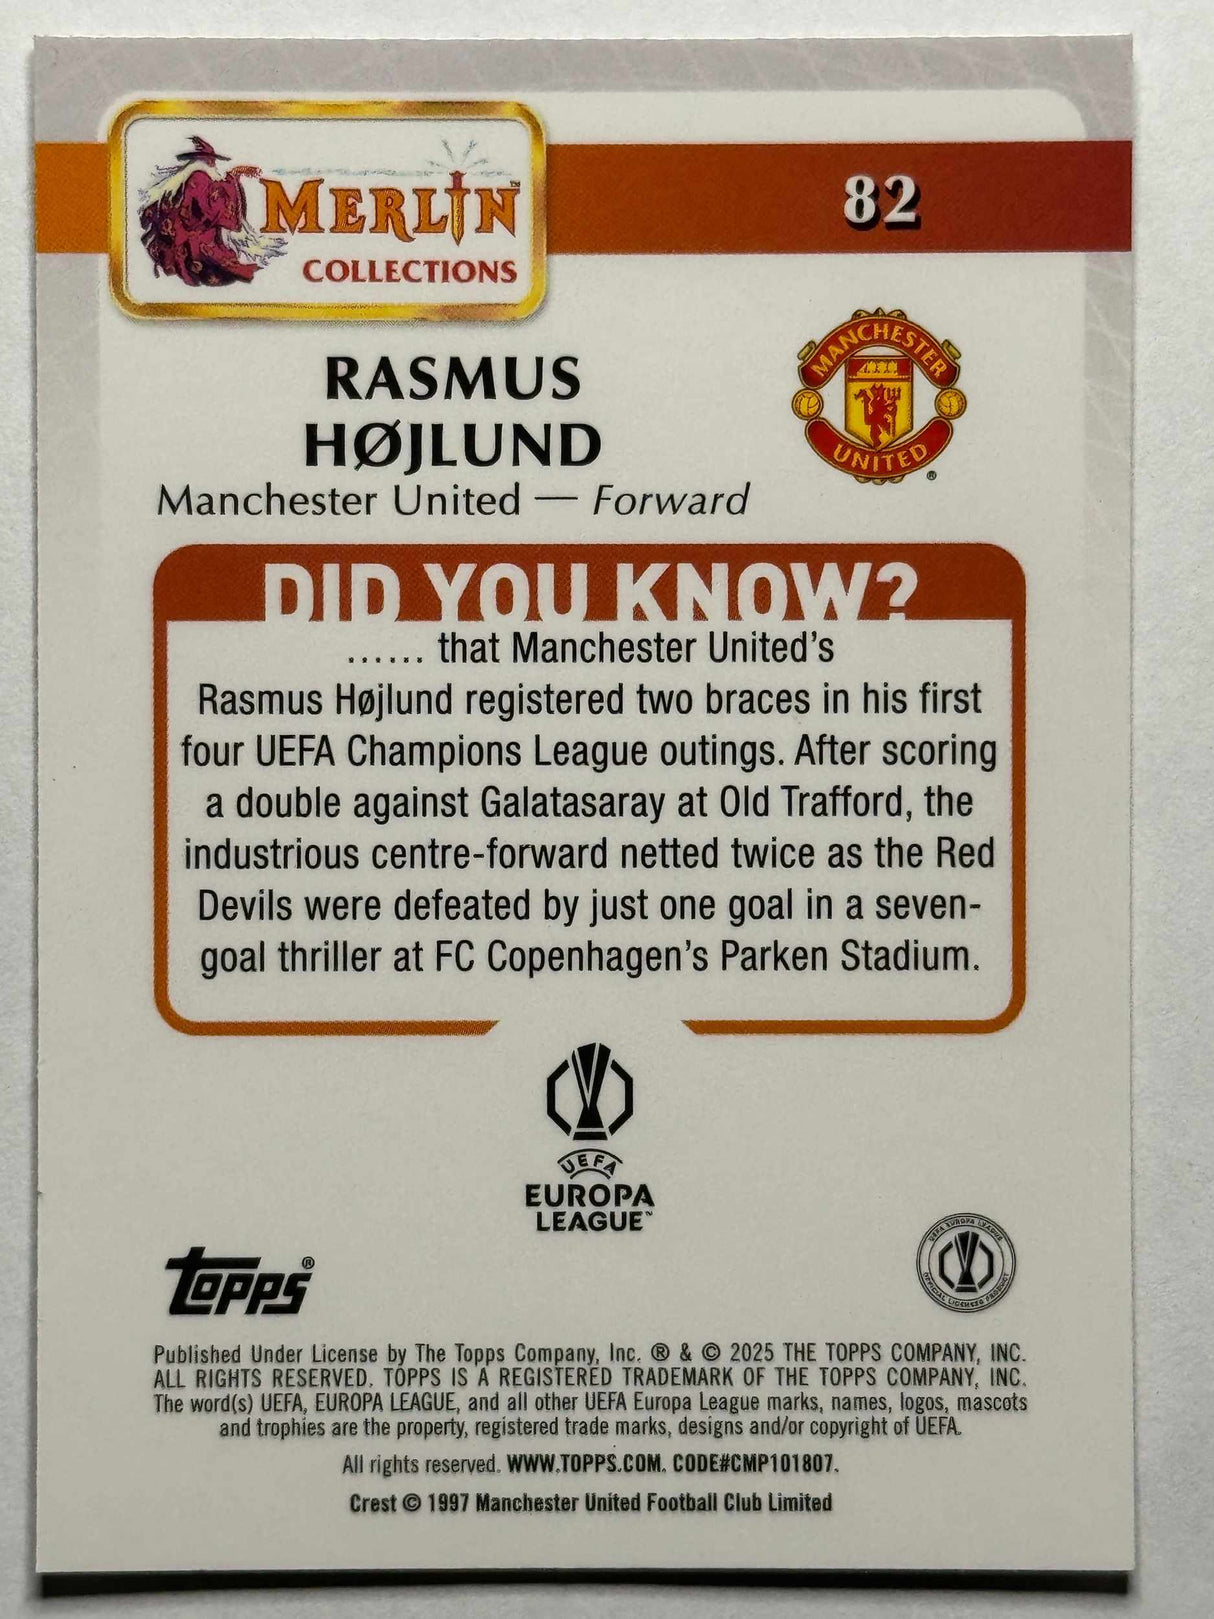 MERLIN™
COLLECTIONS
82
RASMUS
HØJLUND
Manchester United — Forward
MANCHESTER
UNITED
®
DID YOU KNOW?
...... that Manchester United's
Rasmus Højlund registered two braces in his first
four UEFA Champions League outings. After scoring
a double against Galatasaray at Old Trafford, the
industrious centre-forward netted twice as the Red
Devils were defeated by just one goal in a seven-
goal thriller at FC Copenhagen's Parken Stadium.
UEFA
EUROPA
LEAGUE™
topps®
UEFA EUROPA LEAGUE
OFFICIAL LICENSED PRODUCT
Published Under License by The Topps Company, Inc. ® & © 2025 THE TOPPS COMPANY, INC.
ALL RIGHTS RESERVED. TOPPS IS A REGISTERED TRADEMARK OF THE TOPPS COMPANY, INC.
The word(s) UEFA, EUROPA LEAGUE, and all other UEFA Europa League marks, names, logos, mascots
and trophies are the property, registered trade marks, designs and/or copyright of UEFA.
All rights reserved. WWW.TOPPS.COM. CODE#CMP101807.
Crest © 1997 Manchester United Football Club Limited